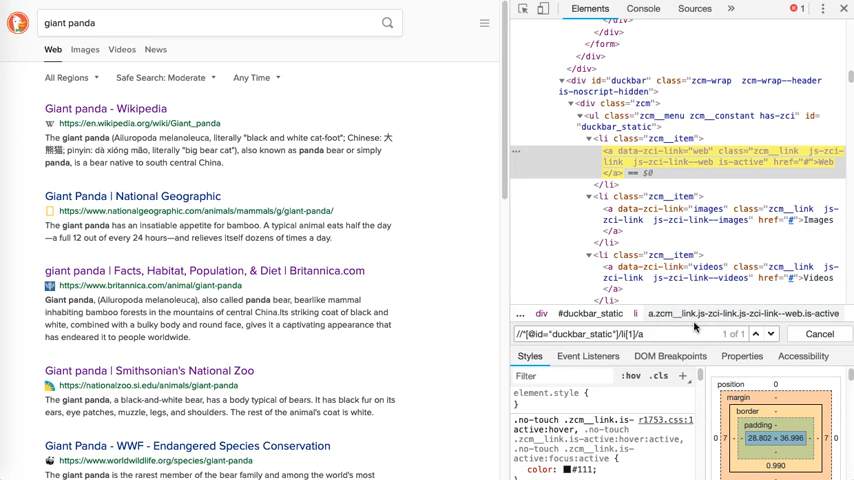 giant panda
Web Images Videos News
All Regions Safe Search: Moderate Any Time
Giant panda - Wikipedia
W https://en.wikipedia.org/wiki/Giant_panda
The giant panda (Ailuropoda melanoleuca, literally "black and white cat-foot"; Chinese: 大
熊猫; pinyin: dà xióng māo, literally "big bear cat"), also known as panda bear or simply
panda, is a bear native to south central China.
Giant Panda | National Geographic
https://www.nationalgeographic.com/animals/mammals/g/giant-panda/
The giant panda has an insatiable appetite for bamboo. A typical animal eats half the day
—a full 12 out of every 24 hours—and relieves itself dozens of times a day.
giant panda | Facts, Habitat, Population, & Diet | Britannica.com
https://www.britannica.com/animal/giant-panda
Giant panda, (Ailuropoda melanoleuca), also called panda bear, bearlike mammal
inhabiting bamboo forests in the mountains of central China.Its striking coat of black
and white, combined with a bulky body and round face, gives it a captivating appearance
that has endeared it to people worldwide.
Giant panda | Smithsonian's National Zoo
https://nationalzoo.si.edu/animals/giant-panda
The giant panda, a black-and-white bear, has a body typical of bears. It has black fur on its
ears, eye patches, muzzle, legs, and shoulders. The rest of the animal's coat is white.
Giant Panda - WWF - Endangered Species Conservation
https://www.worldwildlife.org/species/giant-panda
The giant panda is the rarest member of the bear family and among the world's most
Elements Console Sources » 1
</div>
</form>
</div>
</div>
<div id="duckbar" class="zcm-wrap zcm-wrap--header
is-noscript-hidden">
<div class="zcm">
<ul class="zcm__menu zcm__constant has-zci" id=
"duckbar_static">
<li class="zcm__item">
<a data-zci-link="web" class="zcm__link js-zci-
link js-zci-link--web is-active" href="#">Web
</a> == $0
</li>
<li class="zcm__item">
<a data-zci-link="images" class="zcm__link js-
zci-link js-zci-link--images" href="#">Images
</a>
</li>
<li class="zcm__item">
<a data-zci-link="videos" class="zcm__link js-
zci-link js-zci-link--videos" href="#">Videos
</a>
</li>
... div #duckbar_static li a.zcm__link.js-zci-link.js-zci-link--web.is-active
//*[@id="duckbar_static"]/li[1]/a 1 of 1 Cancel
Styles Event Listeners DOM Breakpoints Properties Accessibility
Filter :hov .cls +
element.style {
}
.no-touch .zcm__link.is- r1753.css:1
active:hover, .no-touch
.zcm__link.is-active:hover:active,
.no-touch .zcm__link.is-
active:focus:active {
color: #111;
position 0
margin -
border -
padding -
0 7 - - 28.802 × 36.996 - - 7 0
-
0.990